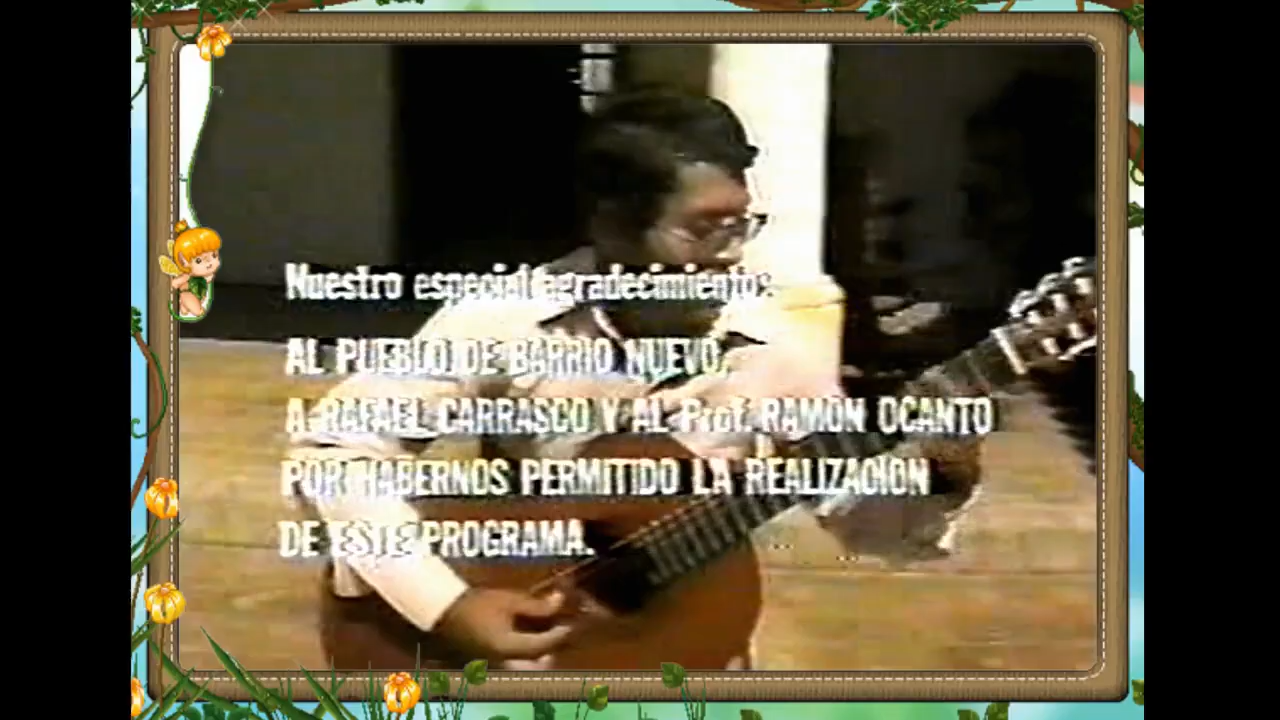 Nuestro especial agradecimiento:
AL PUEBLO DE BARRIO NUEVO,
A RAFAEL CARRASCO Y AL Prof. RAMON OCANTO
POR HABERNOS PERMITIDO LA REALIZACION
DE ESTE PROGRAMA.